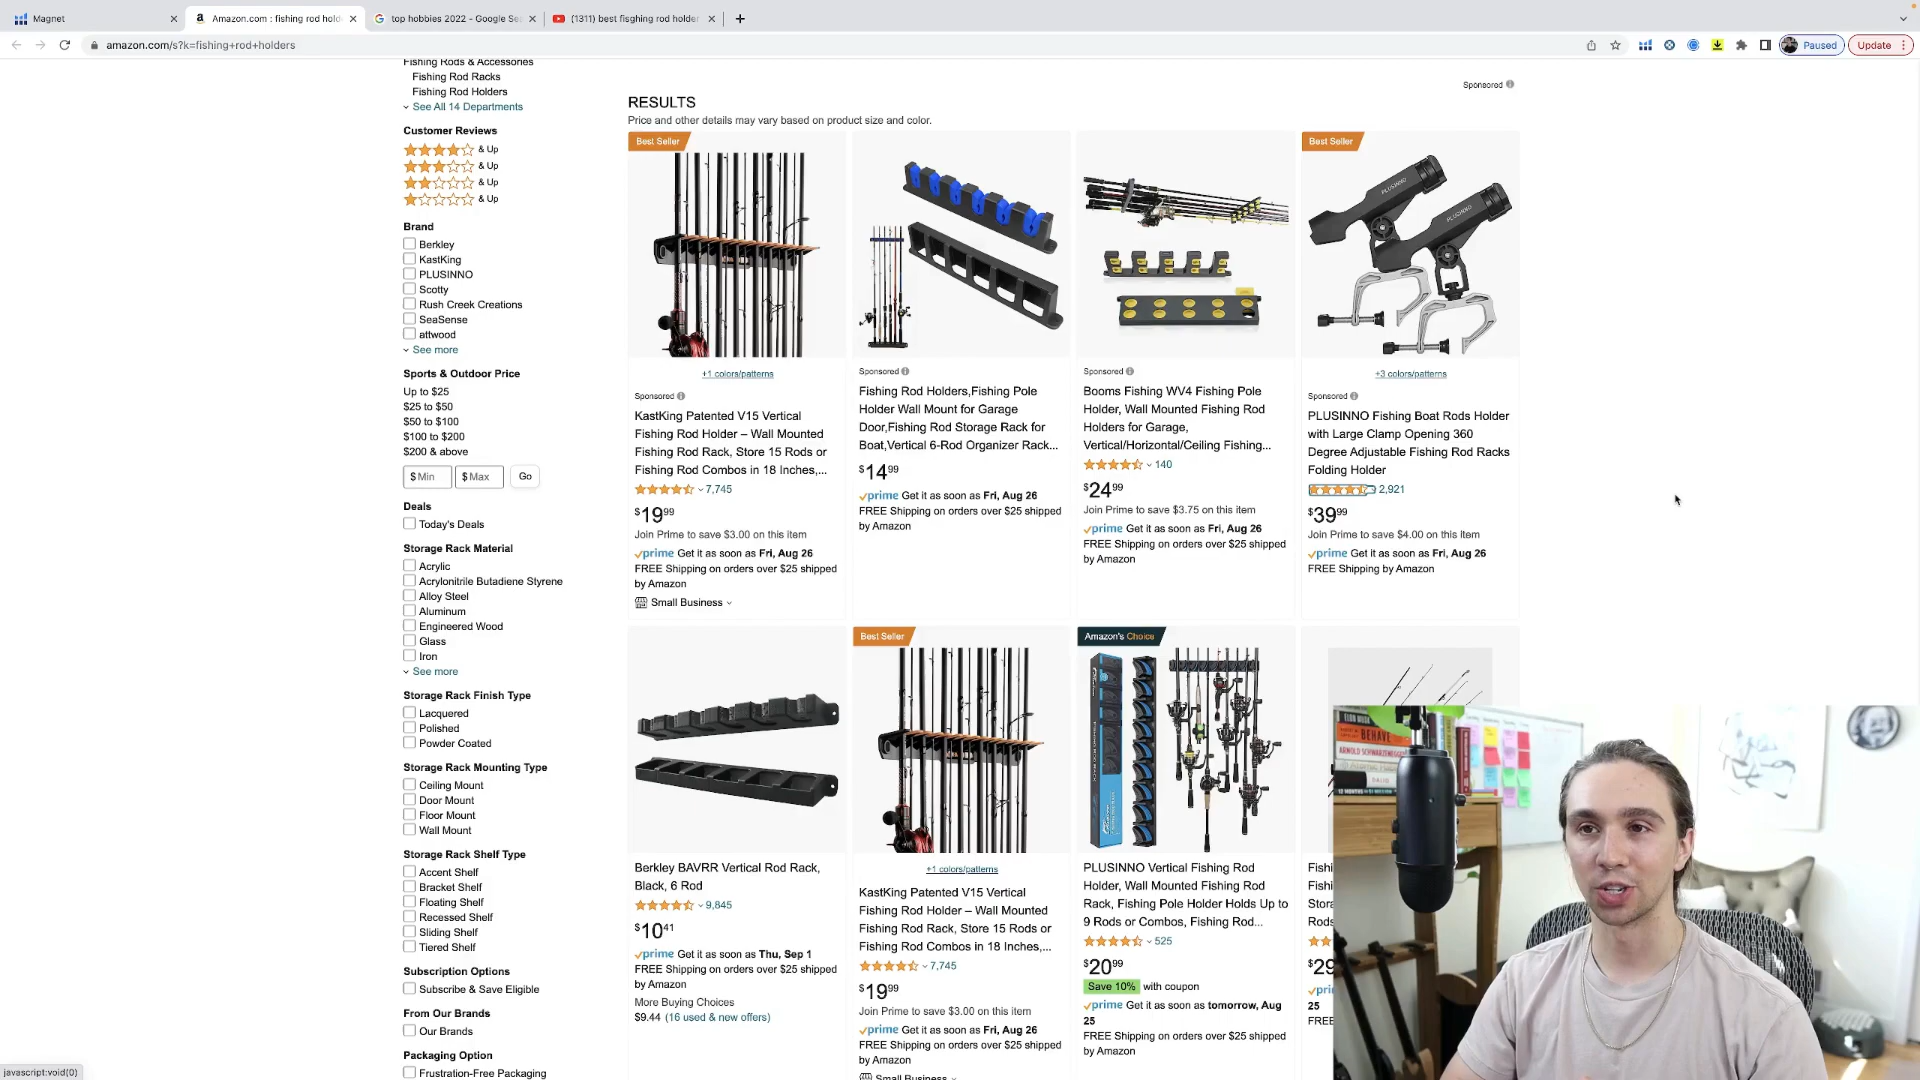 Magnet
Amazon.com : fishing rod hold
top hobbies 2022 - Google Se
(1311) best fisghing rod holder
amazon.com/s?k=fishing+rod+holders
Paused
Update
Fishing Rods & Accessories
Fishing Rod Racks
Fishing Rod Holders
See All 14 Departments
Customer Reviews
& Up
& Up
& Up
& Up
Brand
Berkley
KastKing
PLUSINNO
Scotty
Rush Creek Creations
SeaSense
attwood
See more
Sports & Outdoor Price
Up to $25
$25 to $50
$50 to $100
$100 to $200
$200 & above
$ Min
$ Max
Go
Deals
Today's Deals
Storage Rack Material
Acrylic
Acrylonitrile Butadiene Styrene
Alloy Steel
Aluminum
Engineered Wood
Glass
Iron
See more
Storage Rack Finish Type
Lacquered
Polished
Powder Coated
Storage Rack Mounting Type
Ceiling Mount
Door Mount
Floor Mount
Wall Mount
Storage Rack Shelf Type
Accent Shelf
Bracket Shelf
Floating Shelf
Recessed Shelf
Sliding Shelf
Tiered Shelf
Subscription Options
Subscribe & Save Eligible
From Our Brands
Our Brands
Packaging Option
Frustration-Free Packaging
javascript:void(0)
Sponsored
RESULTS
Price and other details may vary based on product size and color.
Best Seller
+1 colors/patterns
Sponsored
KastKing Patented V15 Vertical
Fishing Rod Holder – Wall Mounted
Fishing Rod Rack, Store 15 Rods or
Fishing Rod Combos in 18 Inches,...
7,745
$19.99
Join Prime to save $3.00 on this item
prime Get it as soon as Fri, Aug 26
FREE Shipping on orders over $25 shipped
by Amazon
Small Business
Sponsored
Fishing Rod Holders,Fishing Pole
Holder Wall Mount for Garage
Door,Fishing Rod Storage Rack for
Boat,Vertical 6-Rod Organizer Rack...
$14.99
prime Get it as soon as Fri, Aug 26
FREE Shipping on orders over $25 shipped
by Amazon
Sponsored
Booms Fishing WV4 Fishing Pole
Holder, Wall Mounted Fishing Rod
Holders for Garage,
Vertical/Horizontal/Ceiling Fishing...
140
$24.99
Join Prime to save $3.75 on this item
prime Get it as soon as Fri, Aug 26
FREE Shipping on orders over $25 shipped
by Amazon
Best Seller
PLUSINNO
PLUSINNO
+3 colors/patterns
Sponsored
PLUSINNO Fishing Boat Rods Holder
with Large Clamp Opening 360
Degree Adjustable Fishing Rod Racks
Folding Holder
2,921
$39.99
Join Prime to save $4.00 on this item
prime Get it as soon as Fri, Aug 26
FREE Shipping by Amazon
Berkley BAVRR Vertical Rod Rack,
Black, 6 Rod
9,845
$10.41
prime Get it as soon as Thu, Sep 1
FREE Shipping on orders over $25 shipped
by Amazon
More Buying Choices
$9.44 (16 used & new offers)
Best Seller
+1 colors/patterns
KastKing Patented V15 Vertical
Fishing Rod Holder – Wall Mounted
Fishing Rod Rack, Store 15 Rods or
Fishing Rod Combos in 18 Inches,...
7,745
$19.99
Join Prime to save $3.00 on this item
prime Get it as soon as Fri, Aug 26
FREE Shipping on orders over $25 shipped
by Amazon
Small Business
Amazon's Choice
PLUSINNO Vertical Fishing Rod
Holder, Wall Mounted Fishing Rod
Rack, Fishing Pole Holder Holds Up to
9 Rods or Combos, Fishing Rod...
525
$20.99
Save 10% with coupon
prime Get it as soon as tomorrow, Aug
25
FREE Shipping on orders over $25 shipped
by Amazon
Fishi
Fishi
Stora
Rods
$29
25
FREE
ELON MUSK
BEHAVE
ARNOLD SCHWARZENEGGER